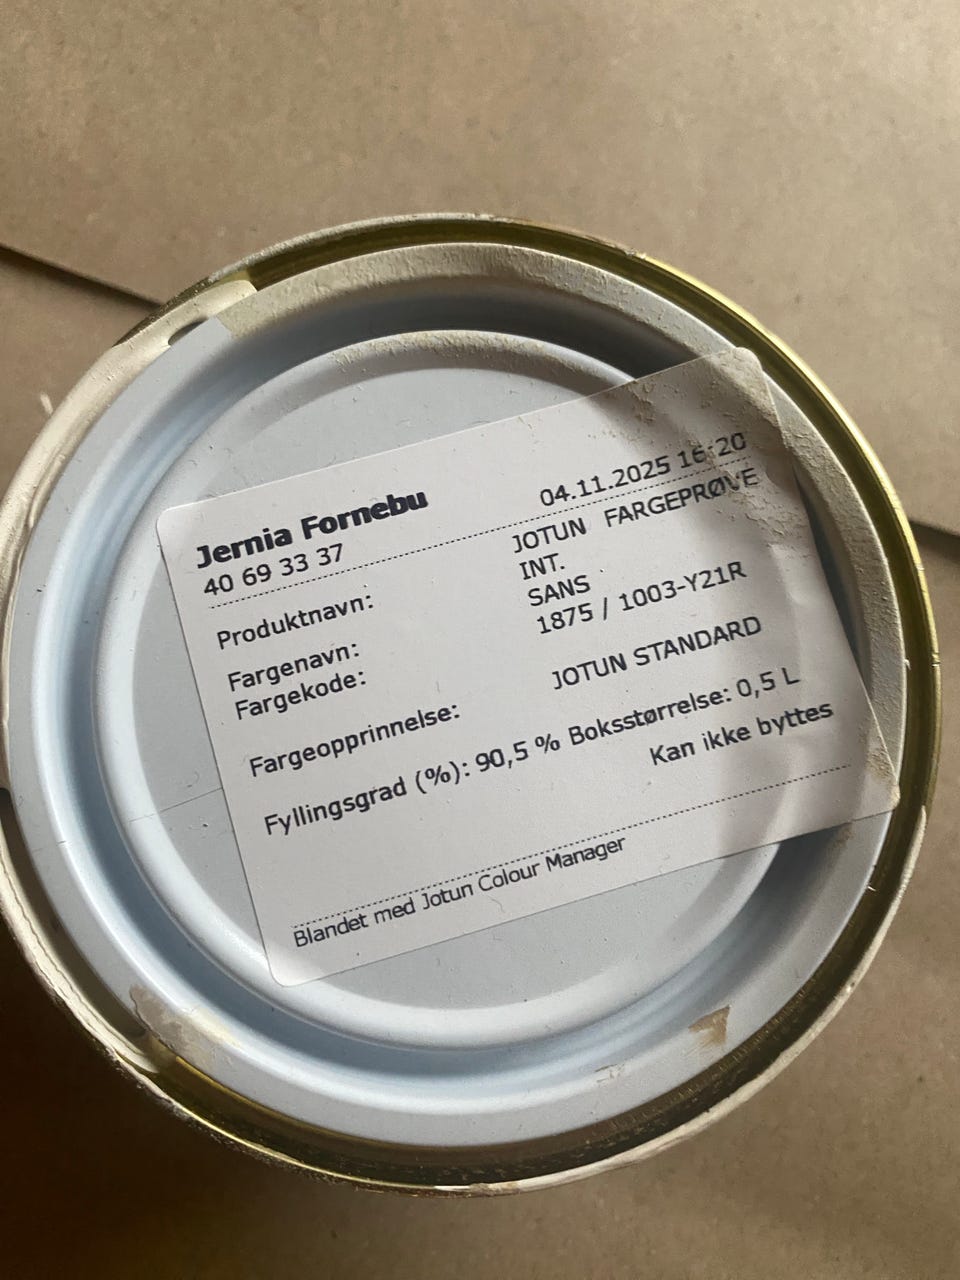 Jernia Fornebu
40 69 33 37 04.11.2025 16:20
Produktnavn: JOTUN FARGEPRØVE
INT.
Fargenavn: SANS
Fargekode: 1875 / 1003-Y21R
Fargeopprinnelse: JOTUN STANDARD
Fyllingsgrad (%): 90,5 % Boksstørrelse: 0,5 L
Kan ikke byttes
Blandet med Jotun Colour Manager